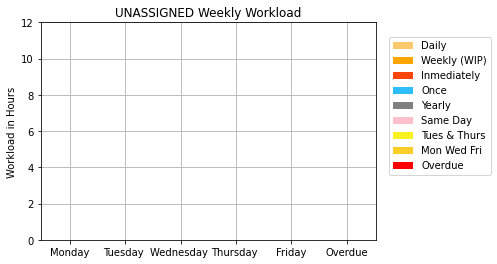 UNASSIGNED Weekly Workload
12
10
8
6
4
2
0
Workload in Hours
Monday Tuesday Wednesday Thursday Friday Overdue
Daily
Weekly (WIP)
Inmediately
Once
Yearly
Same Day
Tues & Thurs
Mon Wed Fri
Overdue